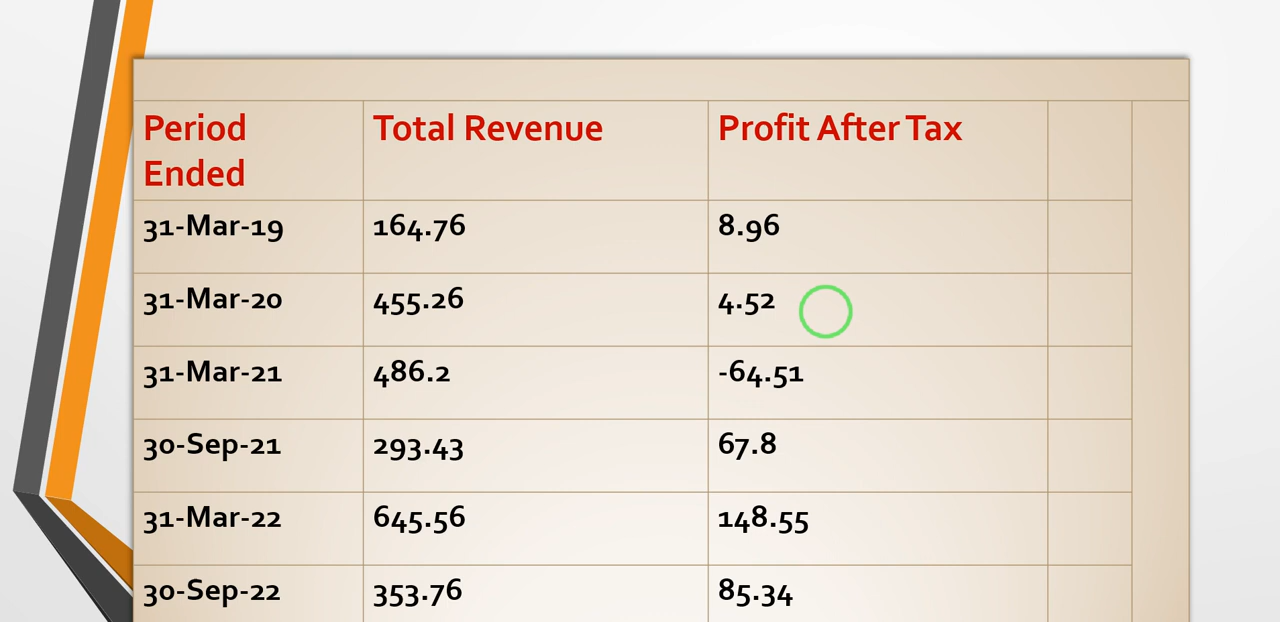 Period Ended Total Revenue Profit After Tax
31-Mar-19 164.76 8.96
31-Mar-20 455.26 4.52
31-Mar-21 486.2 -64.51
30-Sep-21 293.43 67.8
31-Mar-22 645.56 148.55
30-Sep-22 353.76 85.34